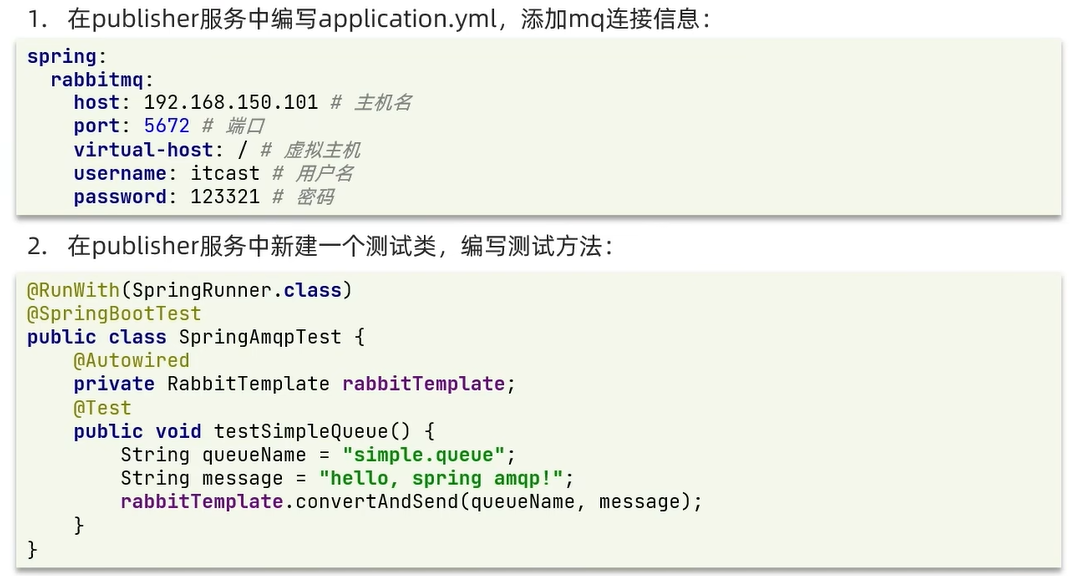 1. 在publisher服务中编写application.yml，添加mq连接信息：
spring:
  rabbitmq:
    host: 192.168.150.101 # 主机名
    port: 5672 # 端口
    virtual-host: / # 虚拟主机
    username: itcast # 用户名
    password: 123321 # 密码
2. 在publisher服务中新建一个测试类，编写测试方法：
@RunWith(SpringRunner.class)
@SpringBootTest
public class SpringAmqpTest {
    @Autowired
    private RabbitTemplate rabbitTemplate;
    @Test
    public void testSimpleQueue() {
        String queueName = "simple.queue";
        String message = "hello, spring amqp!";
        rabbitTemplate.convertAndSend(queueName, message);
    }
}